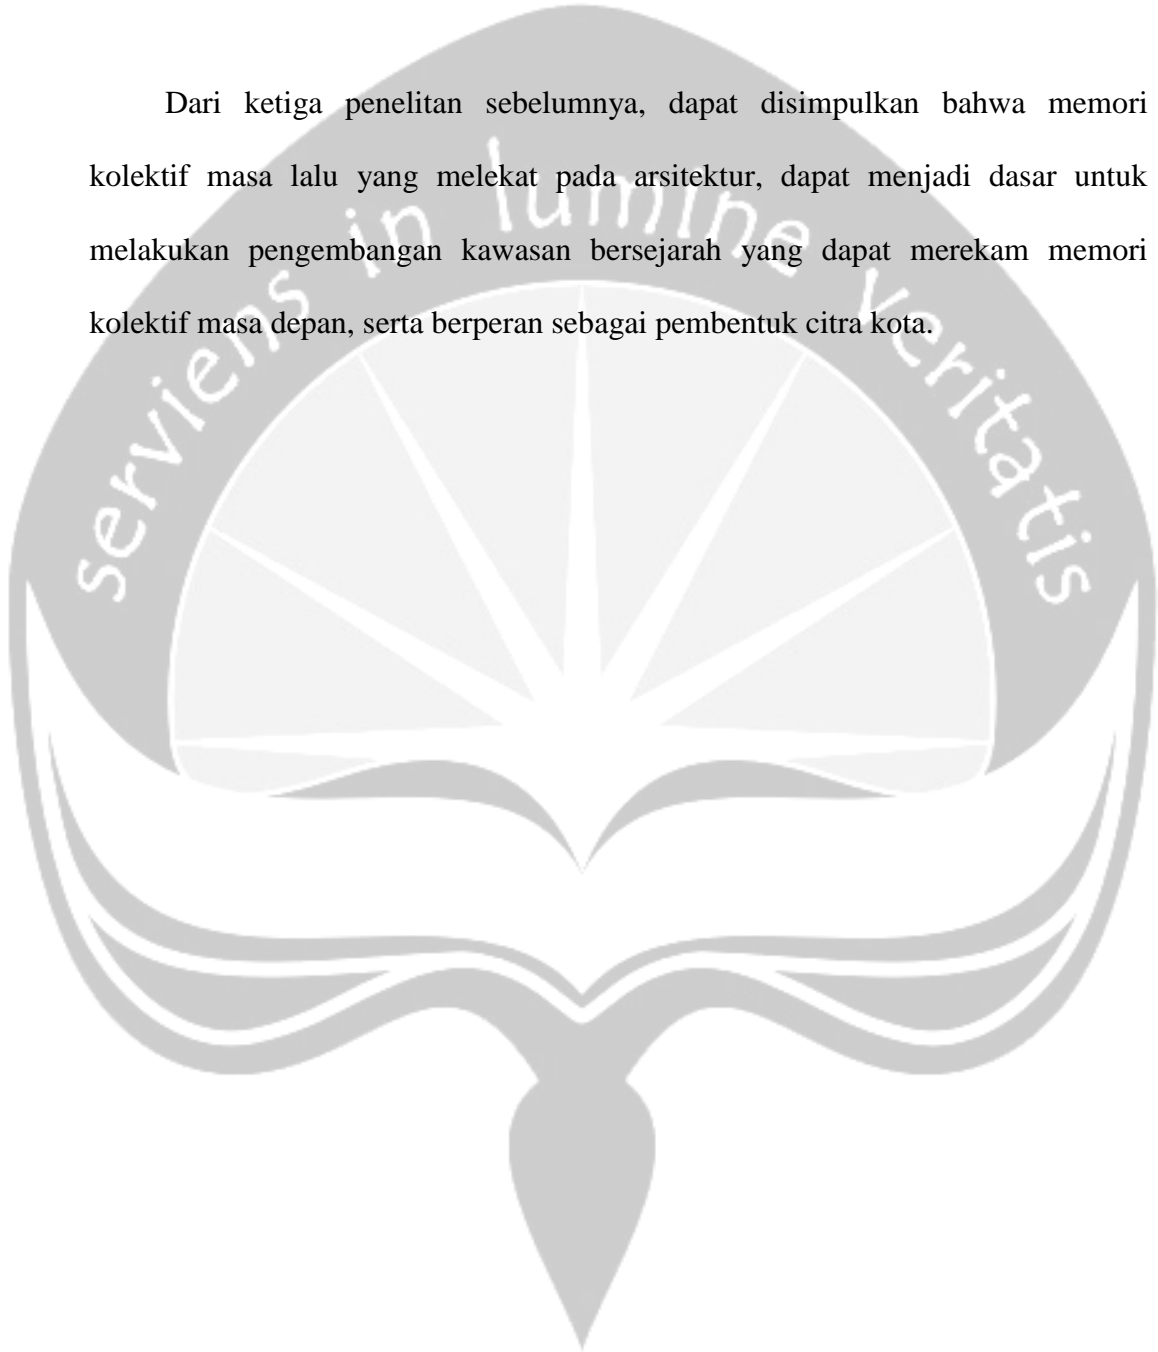 Dari ketiga penelitan sebelumnya, dapat disimpulkan bahwa memori
kolektif masa lalu yang melekat pada arsitektur, dapat menjadi dasar untuk
melakukan pengembangan kawasan bersejarah yang dapat merekam memori
kolektif masa depan, serta berperan sebagai pembentuk citra kota.
serviens in lumine veritatis